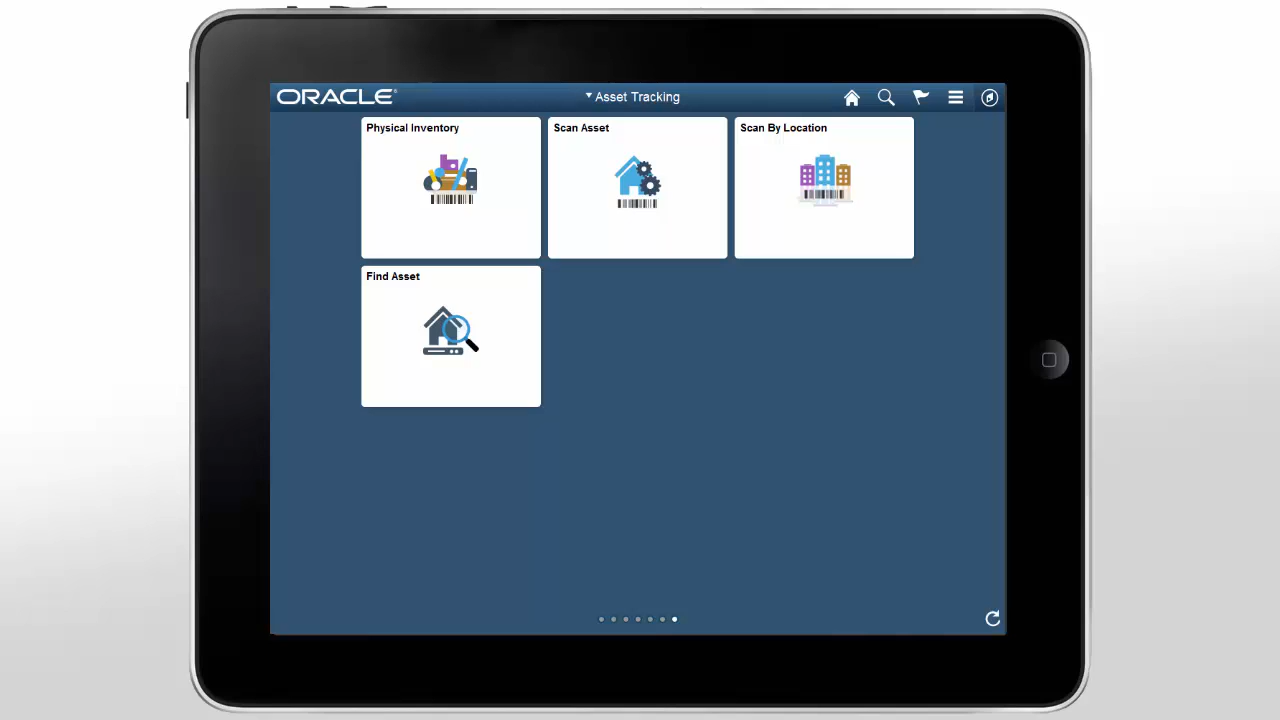 ORACLE
Asset Tracking
Physical Inventory
Scan Asset
Scan By Location
Find Asset